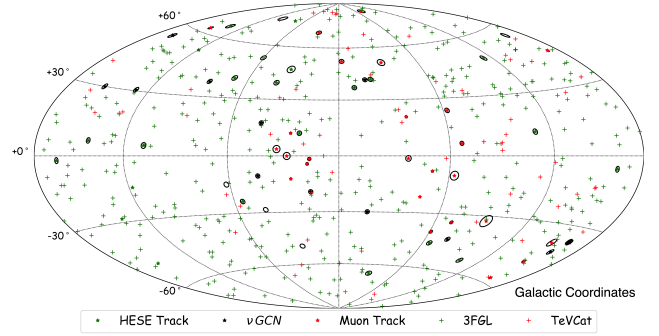 +60°
+30°
+0°
-30°
-60°
Galactic Coordinates
HESE Track νGCN Muon Track 3FGL TeVCat